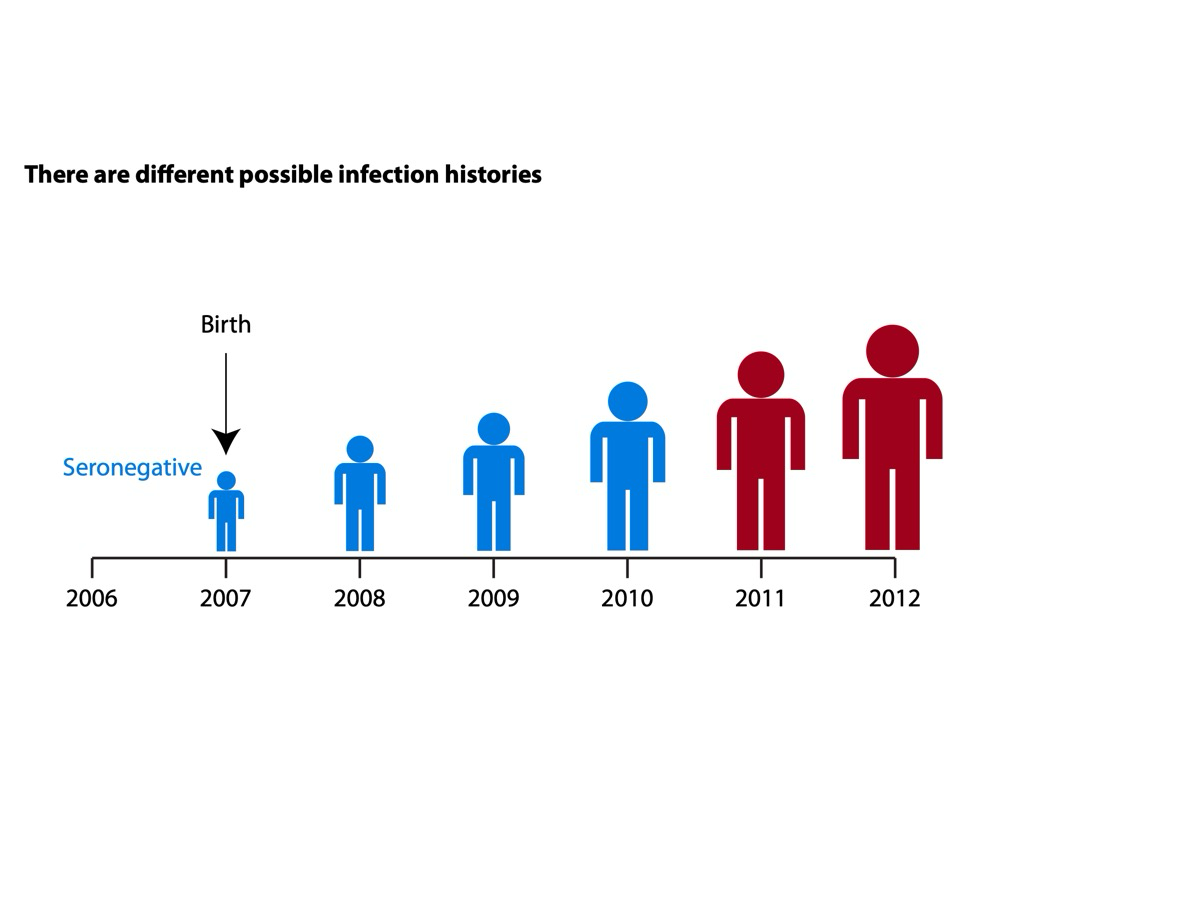 There are different possible infection histories
Birth
Seronegative
2006 2007 2008 2009 2010 2011 2012